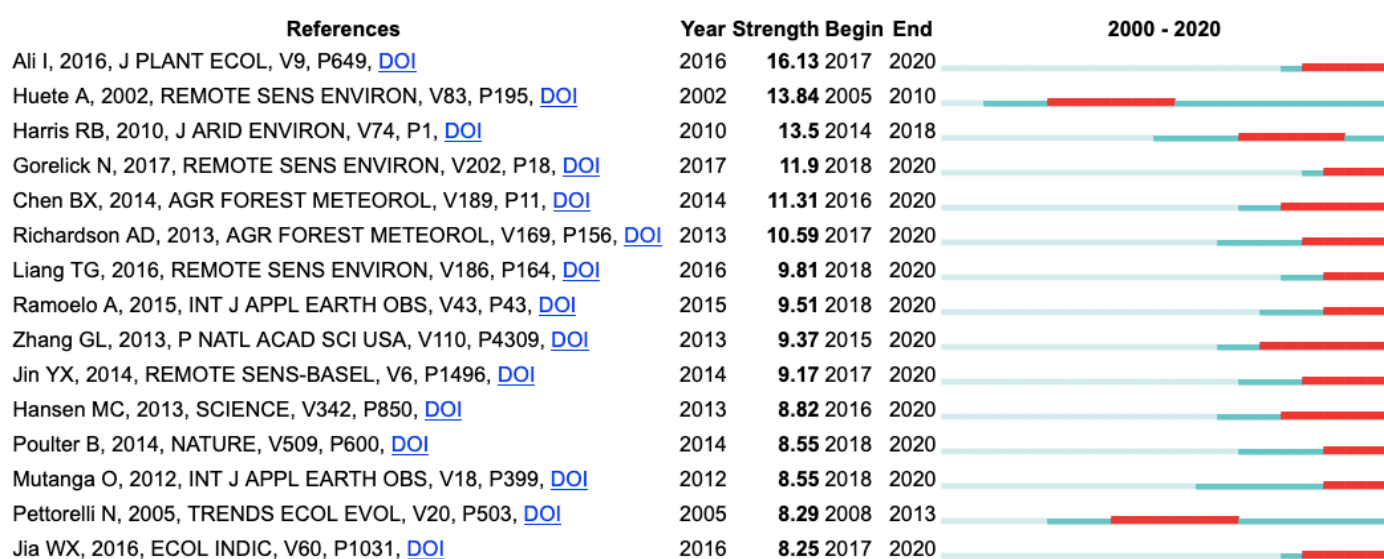 References Year Strength Begin End 2000 - 2020
Ali I, 2016, J PLANT ECOL, V9, P649, DOI 2016 16.13 2017 2020
Huete A, 2002, REMOTE SENS ENVIRON, V83, P195, DOI 2002 13.84 2005 2010
Harris RB, 2010, J ARID ENVIRON, V74, P1, DOI 2010 13.5 2014 2018
Gorelick N, 2017, REMOTE SENS ENVIRON, V202, P18, DOI 2017 11.9 2018 2020
Chen BX, 2014, AGR FOREST METEOROL, V189, P11, DOI 2014 11.31 2016 2020
Richardson AD, 2013, AGR FOREST METEOROL, V169, P156, DOI 2013 10.59 2017 2020
Liang TG, 2016, REMOTE SENS ENVIRON, V186, P164, DOI 2016 9.81 2018 2020
Ramoelo A, 2015, INT J APPL EARTH OBS, V43, P43, DOI 2015 9.51 2018 2020
Zhang GL, 2013, P NATL ACAD SCI USA, V110, P4309, DOI 2013 9.37 2015 2020
Jin YX, 2014, REMOTE SENS-BASEL, V6, P1496, DOI 2014 9.17 2017 2020
Hansen MC, 2013, SCIENCE, V342, P850, DOI 2013 8.82 2016 2020
Poulter B, 2014, NATURE, V509, P600, DOI 2014 8.55 2018 2020
Mutanga O, 2012, INT J APPL EARTH OBS, V18, P399, DOI 2012 8.55 2018 2020
Pettorelli N, 2005, TRENDS ECOL EVOL, V20, P503, DOI 2005 8.29 2008 2013
Jia WX, 2016, ECOL INDIC, V60, P1031, DOI 2016 8.25 2017 2020